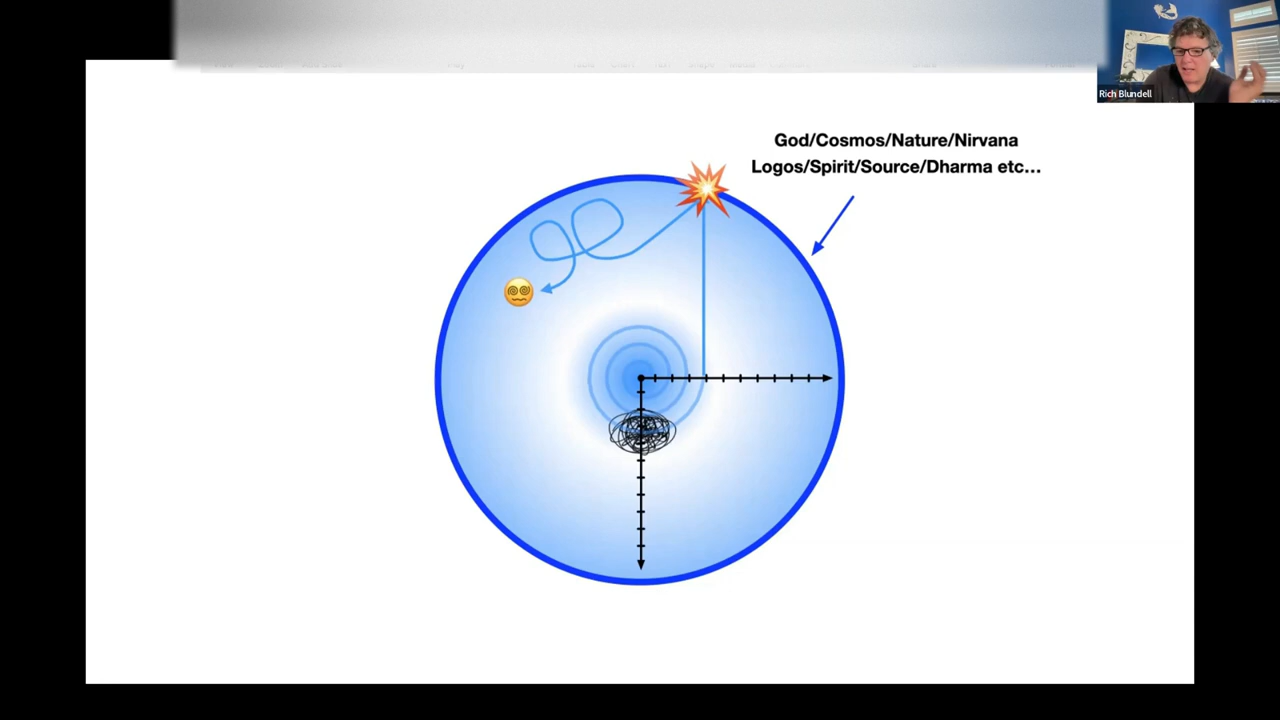 God/Cosmos/Nature/Nirvana
Logos/Spirit/Source/Dharma etc...
Rich Blundell